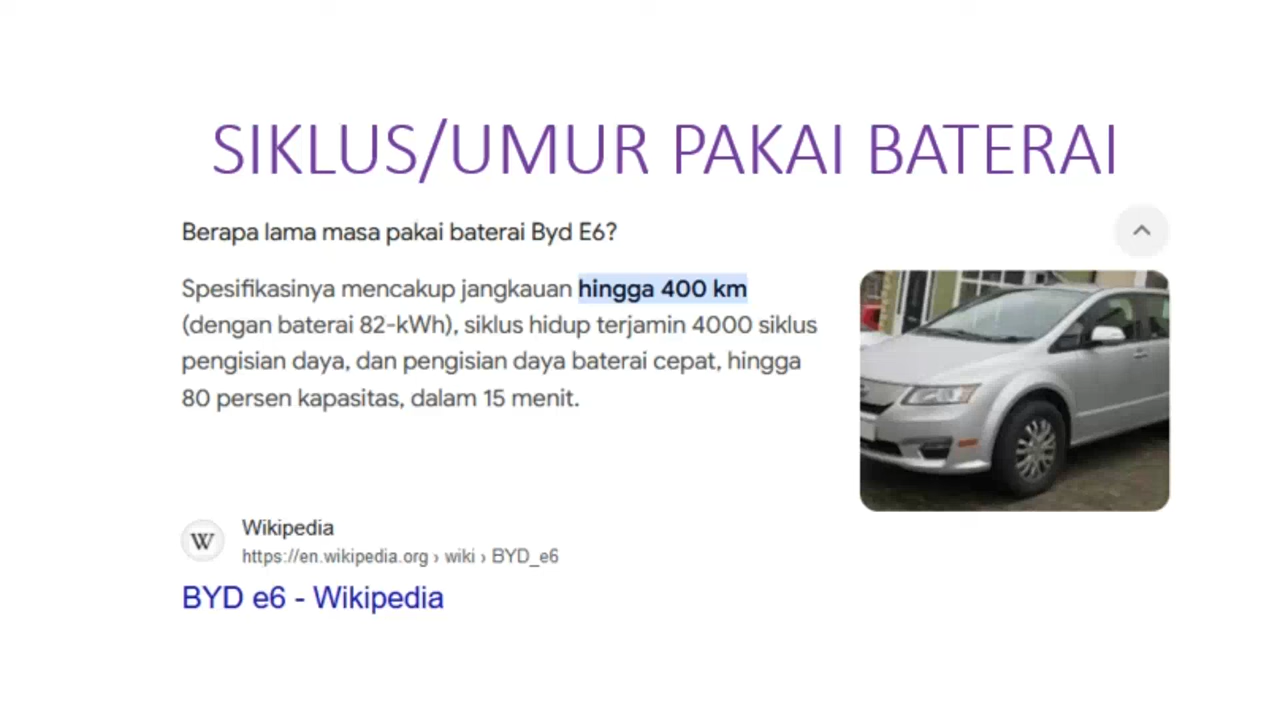 SIKLUS/UMUR PAKAI BATERAI
Berapa lama masa pakai baterai Byd E6?
Spesifikasinya mencakup jangkauan hingga 400 km
(dengan baterai 82-kWh), siklus hidup terjamin 4000 siklus
pengisian daya, dan pengisian daya baterai cepat, hingga
80 persen kapasitas, dalam 15 menit.
W
Wikipedia
https://en.wikipedia.org › wiki › BYD_e6
BYD e6 - Wikipedia